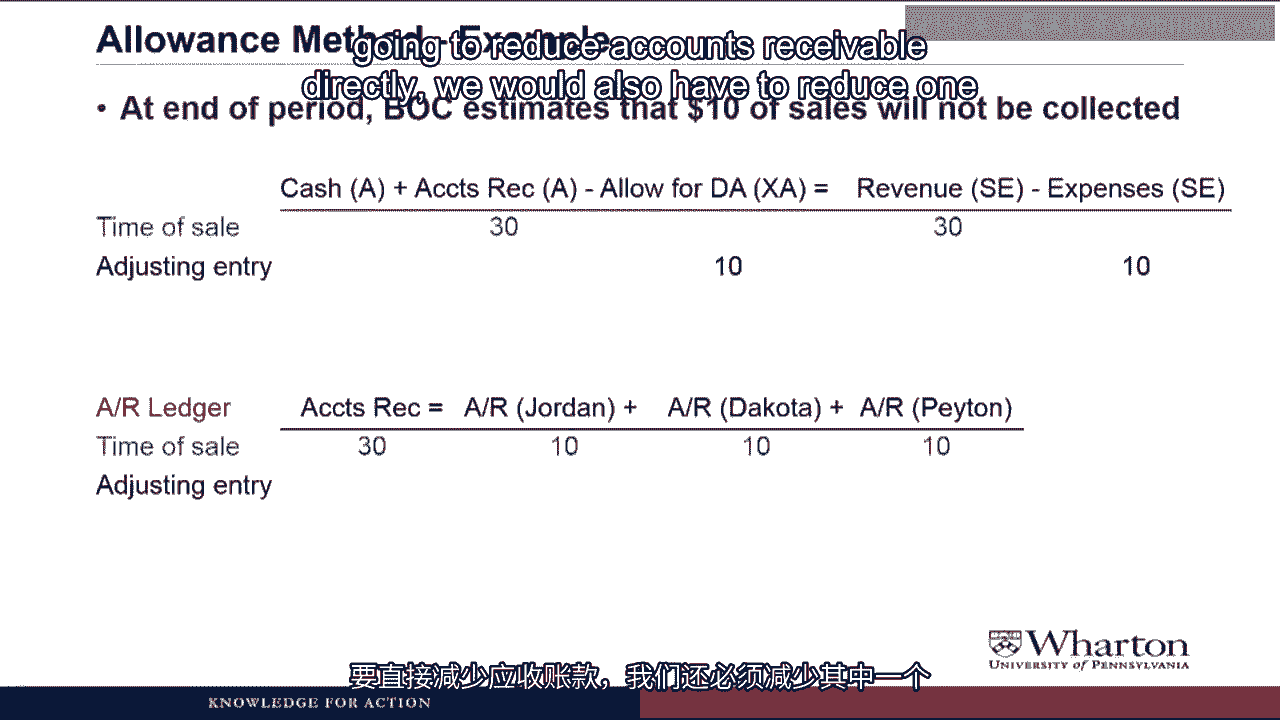 Allowance Method - Example
going to reduce accounts receivable
directly, we would also have to reduce one
• At end of period, BOC estimates that $10 of sales will not be collected
Cash (A) + Accts Rec (A) - Allow for DA (XA) = Revenue (SE) - Expenses (SE)
Time of sale 30 30
Adjusting entry 10 10
A/R Ledger Accts Rec = A/R (Jordan) + A/R (Dakota) + A/R (Peyton)
Time of sale 30 10 10 10
Adjusting entry
Wharton
UNIVERSITY of PENNSYLVANIA
要直接减少应收账款，我们还必须减少其中一个
KNOWLEDGE FOR ACTION